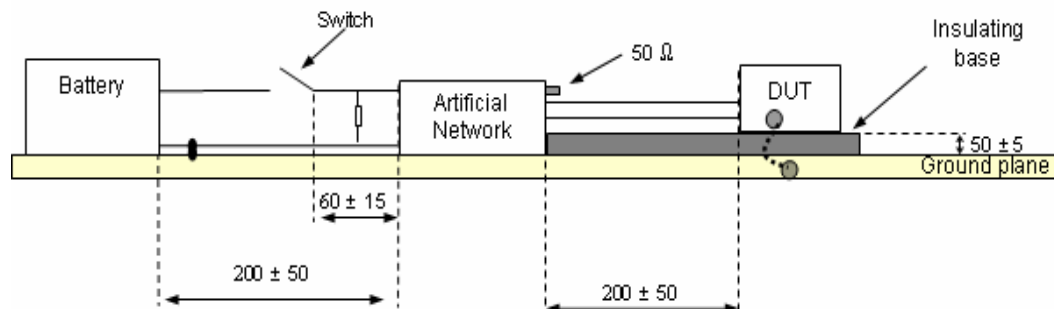 Switch
Insulating
base
50 Ω
Battery
DUT
Artificial
Network
50 ±5
Ground plane
60 ± 15
200 ± 50
200 ± 50